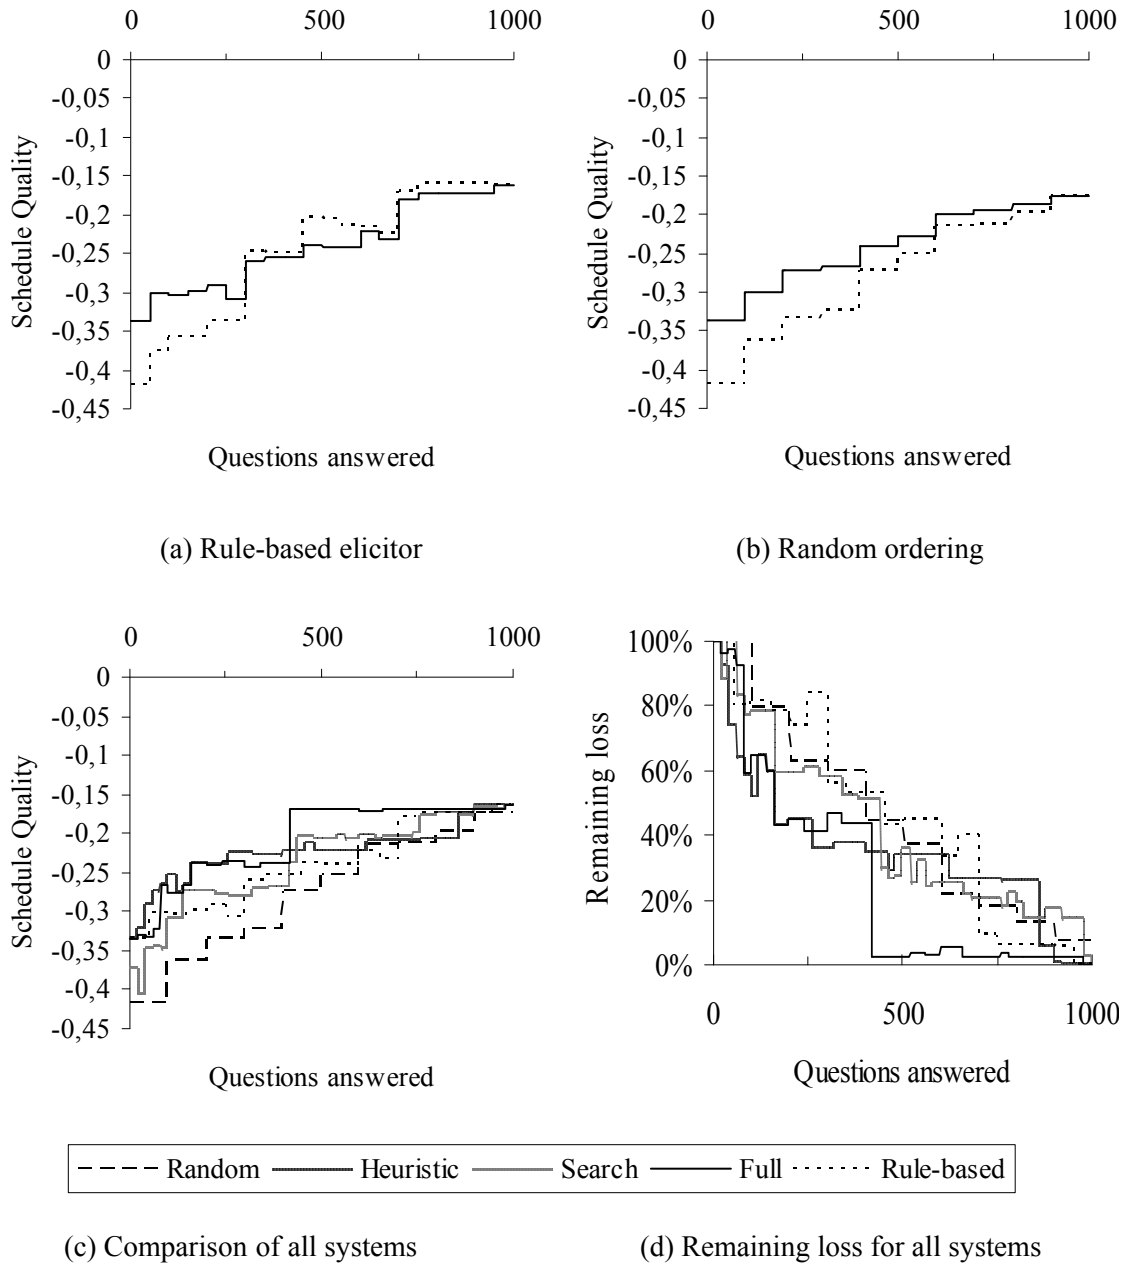 0 500 1000
0
-0,05
-0,1
-0,15
-0,2
-0,25
-0,3
-0,35
-0,4
-0,45
Schedule Quality
Questions answered
(a) Rule-based elicitor
0 500 1000
0
-0,05
-0,1
-0,15
-0,2
-0,25
-0,3
-0,35
-0,4
-0,45
Schedule Quality
Questions answered
(b) Random ordering
0 500 1000
0
-0,05
-0,1
-0,15
-0,2
-0,25
-0,3
-0,35
-0,4
-0,45
Schedule Quality
Questions answered
100%
80%
60%
40%
20%
0%
Remaining loss
0 500 1000
Questions answered
Random Heuristic Search Full Rule-based
(c) Comparison of all systems
(d) Remaining loss for all systems